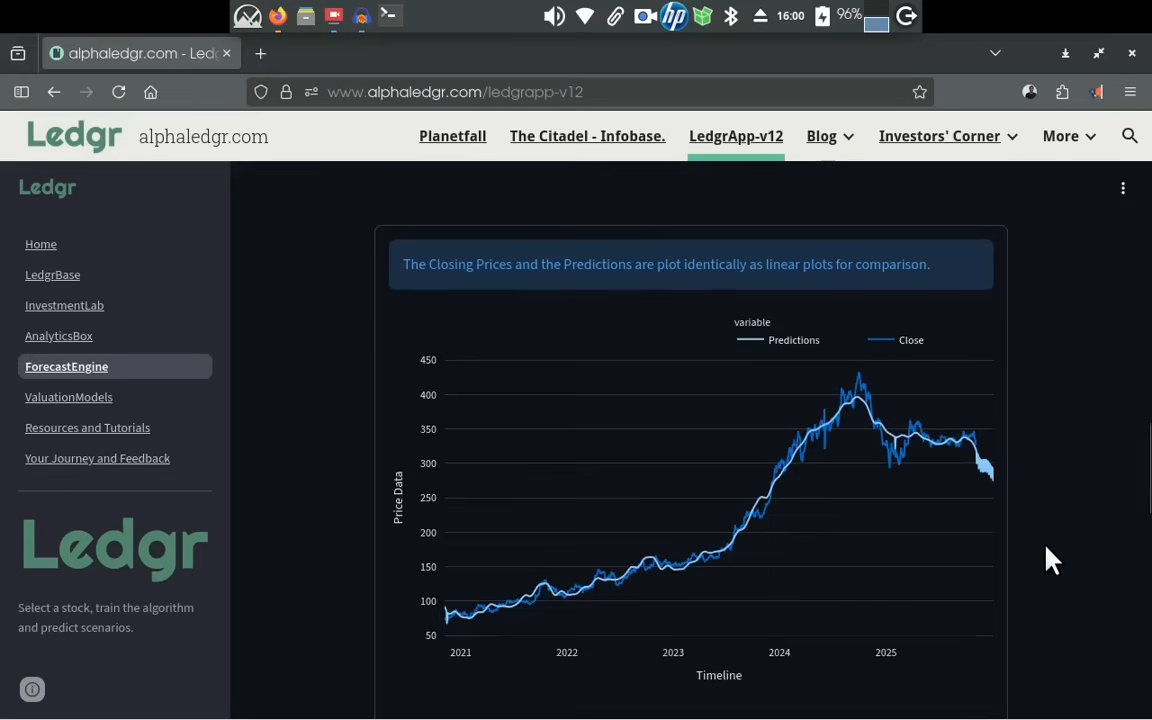 16:00
96%
alphaledgr.com - Ledg
www.alphaledgr.com/ledgrapp-v12
Ledgr
alphaledgr.com
Planetfall
The Citadel - Infobase.
LedgrApp-v12
Blog
Investors' Corner
More
Ledgr
Home
LedgrBase
InvestmentLab
AnalyticsBox
ForecastEngine
ValuationModels
Resources and Tutorials
Your Journey and Feedback
Ledgr
Select a stock, train the algorithm
and predict scenarios.
The Closing Prices and the Predictions are plot identically as linear plots for comparison.
variable
Predictions
Close
450
400
350
300
250
200
150
100
50
Price Data
2021
2022
2023
2024
2025
Timeline